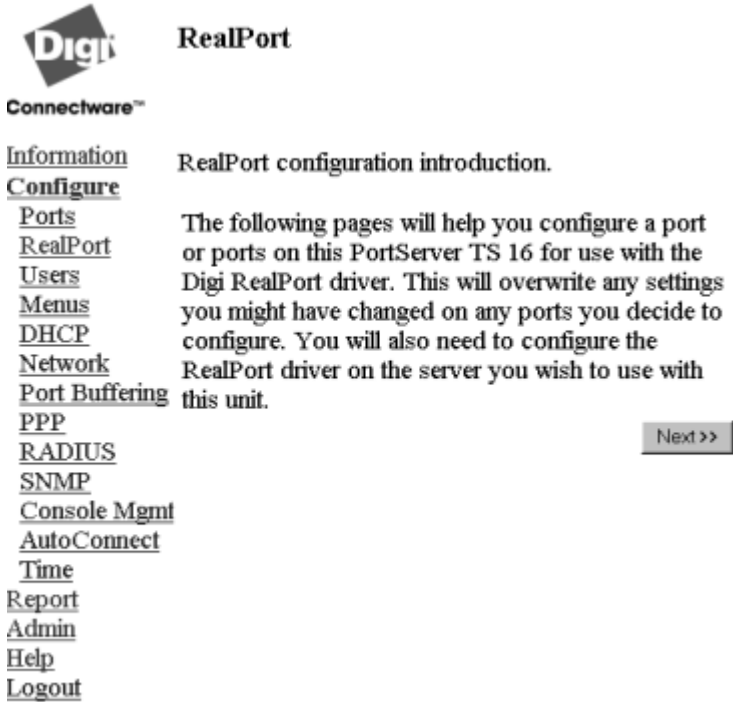 Digi
RealPort
Connectware™
Information
Configure
Ports
RealPort
Users
Menus
DHCP
Network
Port Buffering
PPP
RADIUS
SNMP
Console Mgmt
AutoConnect
Time
Report
Admin
Help
Logout
RealPort configuration introduction.
The following pages will help you configure a port
or ports on this PortServer TS 16 for use with the
Digi RealPort driver. This will overwrite any settings
you might have changed on any ports you decide to
configure. You will also need to configure the
RealPort driver on the server you wish to use with
this unit.
Next >>